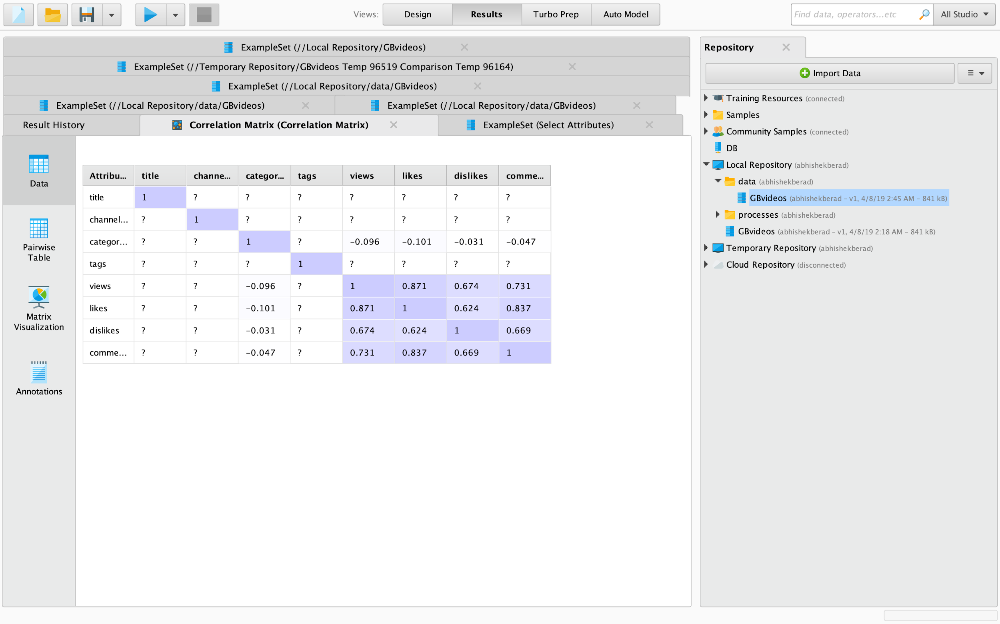 Views: Design Results Turbo Prep Auto Model Find data, operators...etc All Studio
ExampleSet (//Local Repository/GBvideos)
ExampleSet (//Temporary Repository/GBvideos Temp 96519 Comparison Temp 96164)
ExampleSet (//Local Repository/data/GBvideos)
ExampleSet (//Local Repository/data/GBvideos) ExampleSet (//Local Repository/data/GBvideos)
Result History Correlation Matrix (Correlation Matrix) ExampleSet (Select Attributes)
Data
Pairwise
Table
Matrix
Visualization
Annotations
Attribu... title channe... categor... tags views likes dislikes comme...
title 1 ? ? ? ? ? ? ?
channel... ? 1 ? ? ? ? ? ?
categor... ? ? 1 ? -0.096 -0.101 -0.031 -0.047
tags ? ? ? 1 ? ? ? ?
views ? ? -0.096 ? 1 0.871 0.674 0.731
likes ? ? -0.101 ? 0.871 1 0.624 0.837
dislikes ? ? -0.031 ? 0.674 0.624 1 0.669
comme... ? ? -0.047 ? 0.731 0.837 0.669 1
Repository
Import Data
Training Resources (connected)
Samples
Community Samples (connected)
DB
Local Repository (abhishekberad)
data (abhishekberad)
GBvideos (abhishekberad – v1, 4/8/19 2:45 AM – 841 kB)
processes (abhishekberad)
GBvideos (abhishekberad – v1, 4/8/19 2:18 AM – 841 kB)
Temporary Repository (abhishekberad)
Cloud Repository (disconnected)